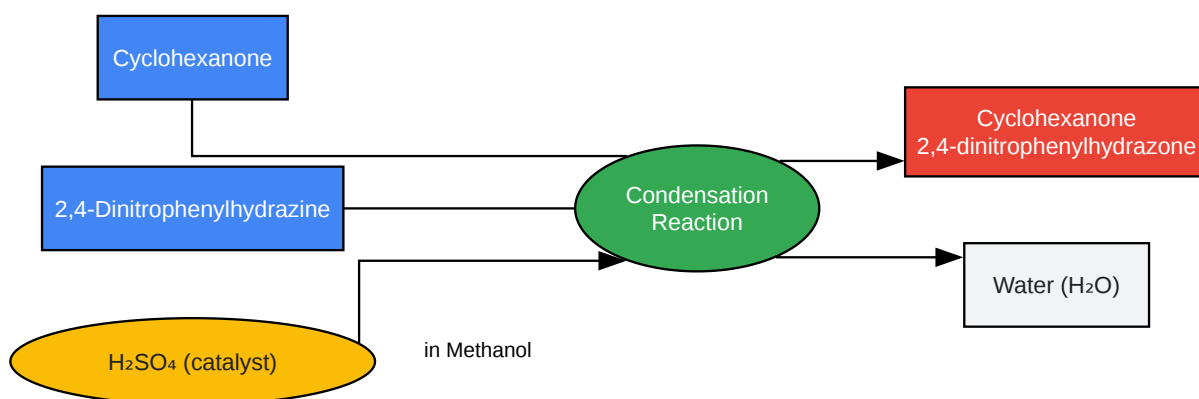 Cyclohexanone
2,4-Dinitrophenylhydrazine
H₂SO₄ (catalyst)
in Methanol
Condensation
Reaction
Cyclohexanone
2,4-dinitrophenylhydrazone
Water (H₂O)